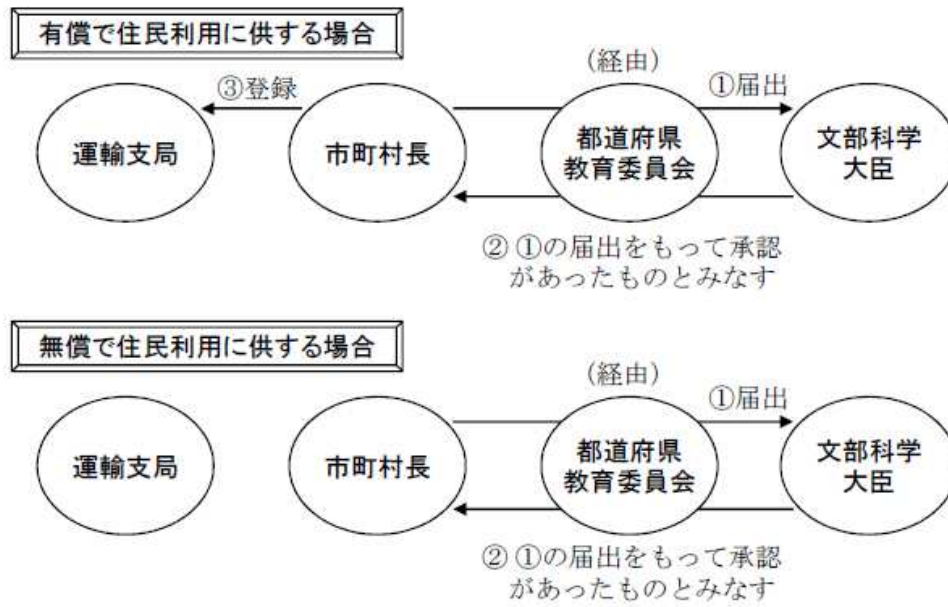 有償で住民利用に供する場合
(経由)
③登録
①届出
運輸支局
市町村長
都道府県
教育委員会
文部科学
大臣
② ①の届出をもって承認
があったものとみなす
無償で住民利用に供する場合
(経由)
①届出
運輸支局
市町村長
都道府県
教育委員会
文部科学
大臣
② ①の届出をもって承認
があったものとみなす